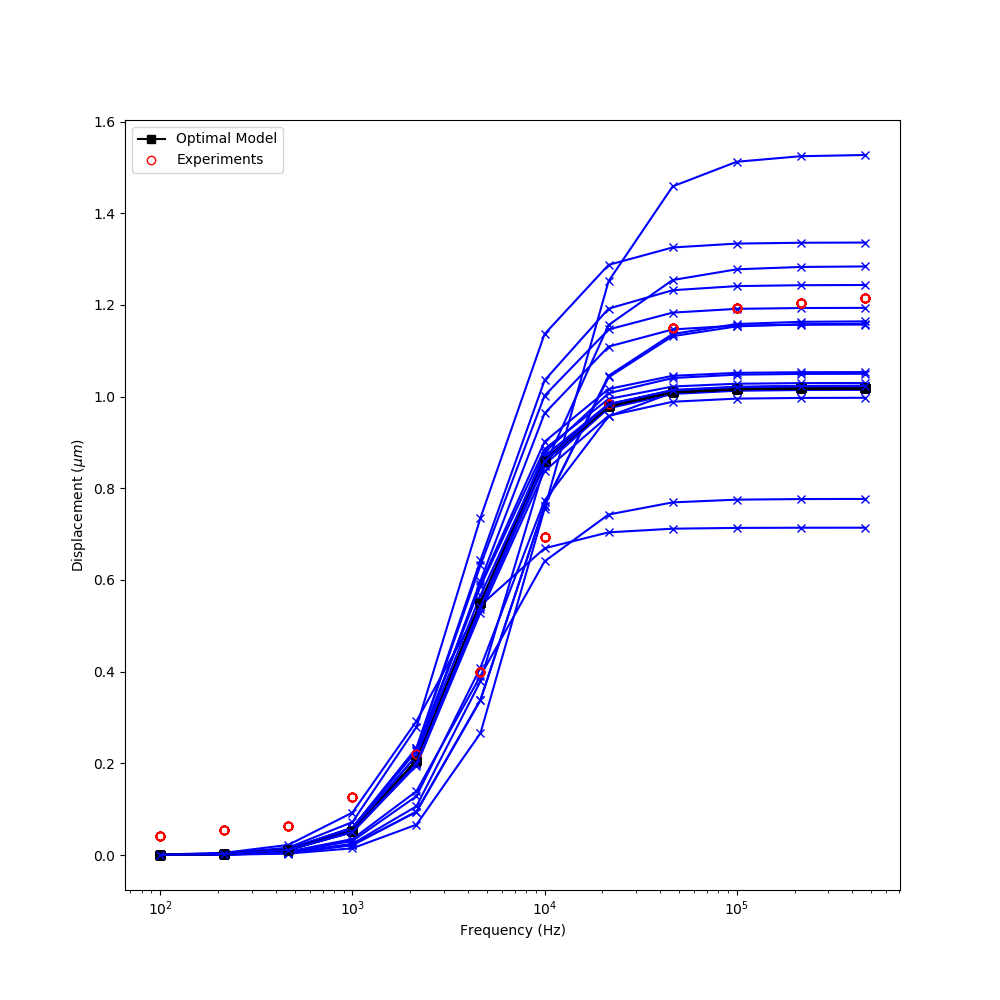 Optimal Model
Experiments
1.6
1.4
1.2
1.0
0.8
0.6
0.4
0.2
0.0
Displacement (μm)
10² 10³ 10⁴ 10⁵
Frequency (Hz)